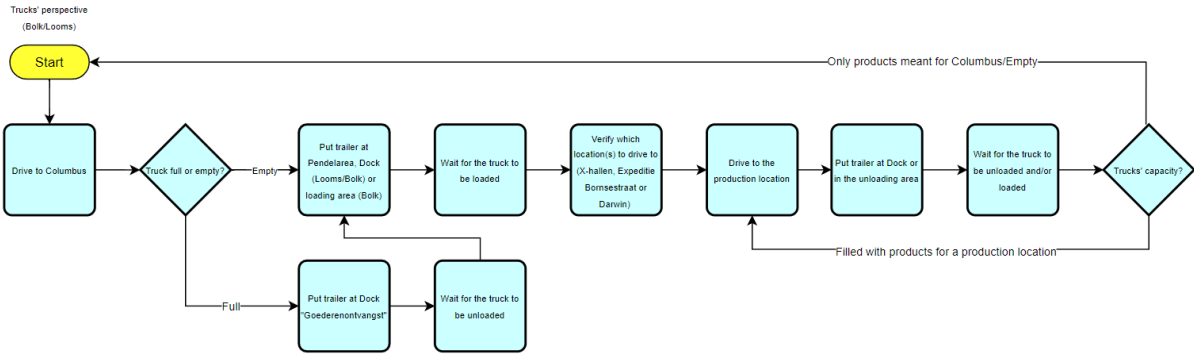 Trucks' perspective
(Bolk/Looms)
Start
Only products meant for Columbus/Empty
Drive to Columbus
Truck full or empty?
Empty
Put trailer at
Pendelarea, Dock
(Looms/Bolk) or
loading area (Bolk)
Wait for the truck to
be loaded
Verify which
location(s) to drive to
(X-hallen, Expeditie
Bornsestraat or
Darwin)
Drive to the
production location
Put trailer at Dock or
in the unloading area
Wait for the truck to
be unloaded and/or
loaded
Trucks' capacity?
Filled with products for a production location
Full
Put trailer at Dock
"Goederenontvangst"
Wait for the truck to
be unloaded